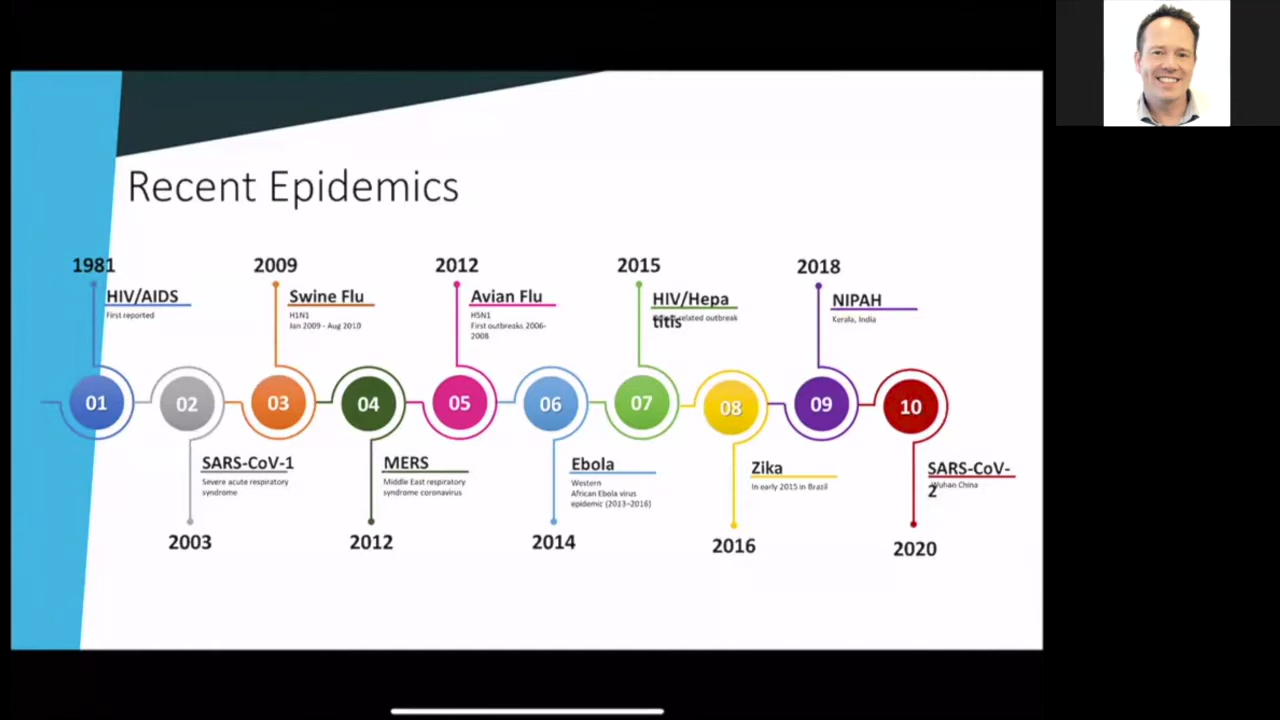 Recent Epidemics
1981
HIV/AIDS
First reported
2009
Swine Flu
H1N1
Jan 2009 - Aug 2010
2012
Avian Flu
H5N1
First outbreaks 2006-
2008
2015
HIV/Hepa
titis
related outbreak
2018
NIPAH
Kerala, India
01
02
03
04
05
06
07
08
09
10
SARS-CoV-1
Severe acute respiratory
syndrome
2003
MERS
Middle East respiratory
syndrome coronavirus
2012
Ebola
Western
African Ebola virus
epidemic (2013–2016)
2014
Zika
In early 2015 in Brazil
2016
SARS-CoV-
2
Wuhan China
2020